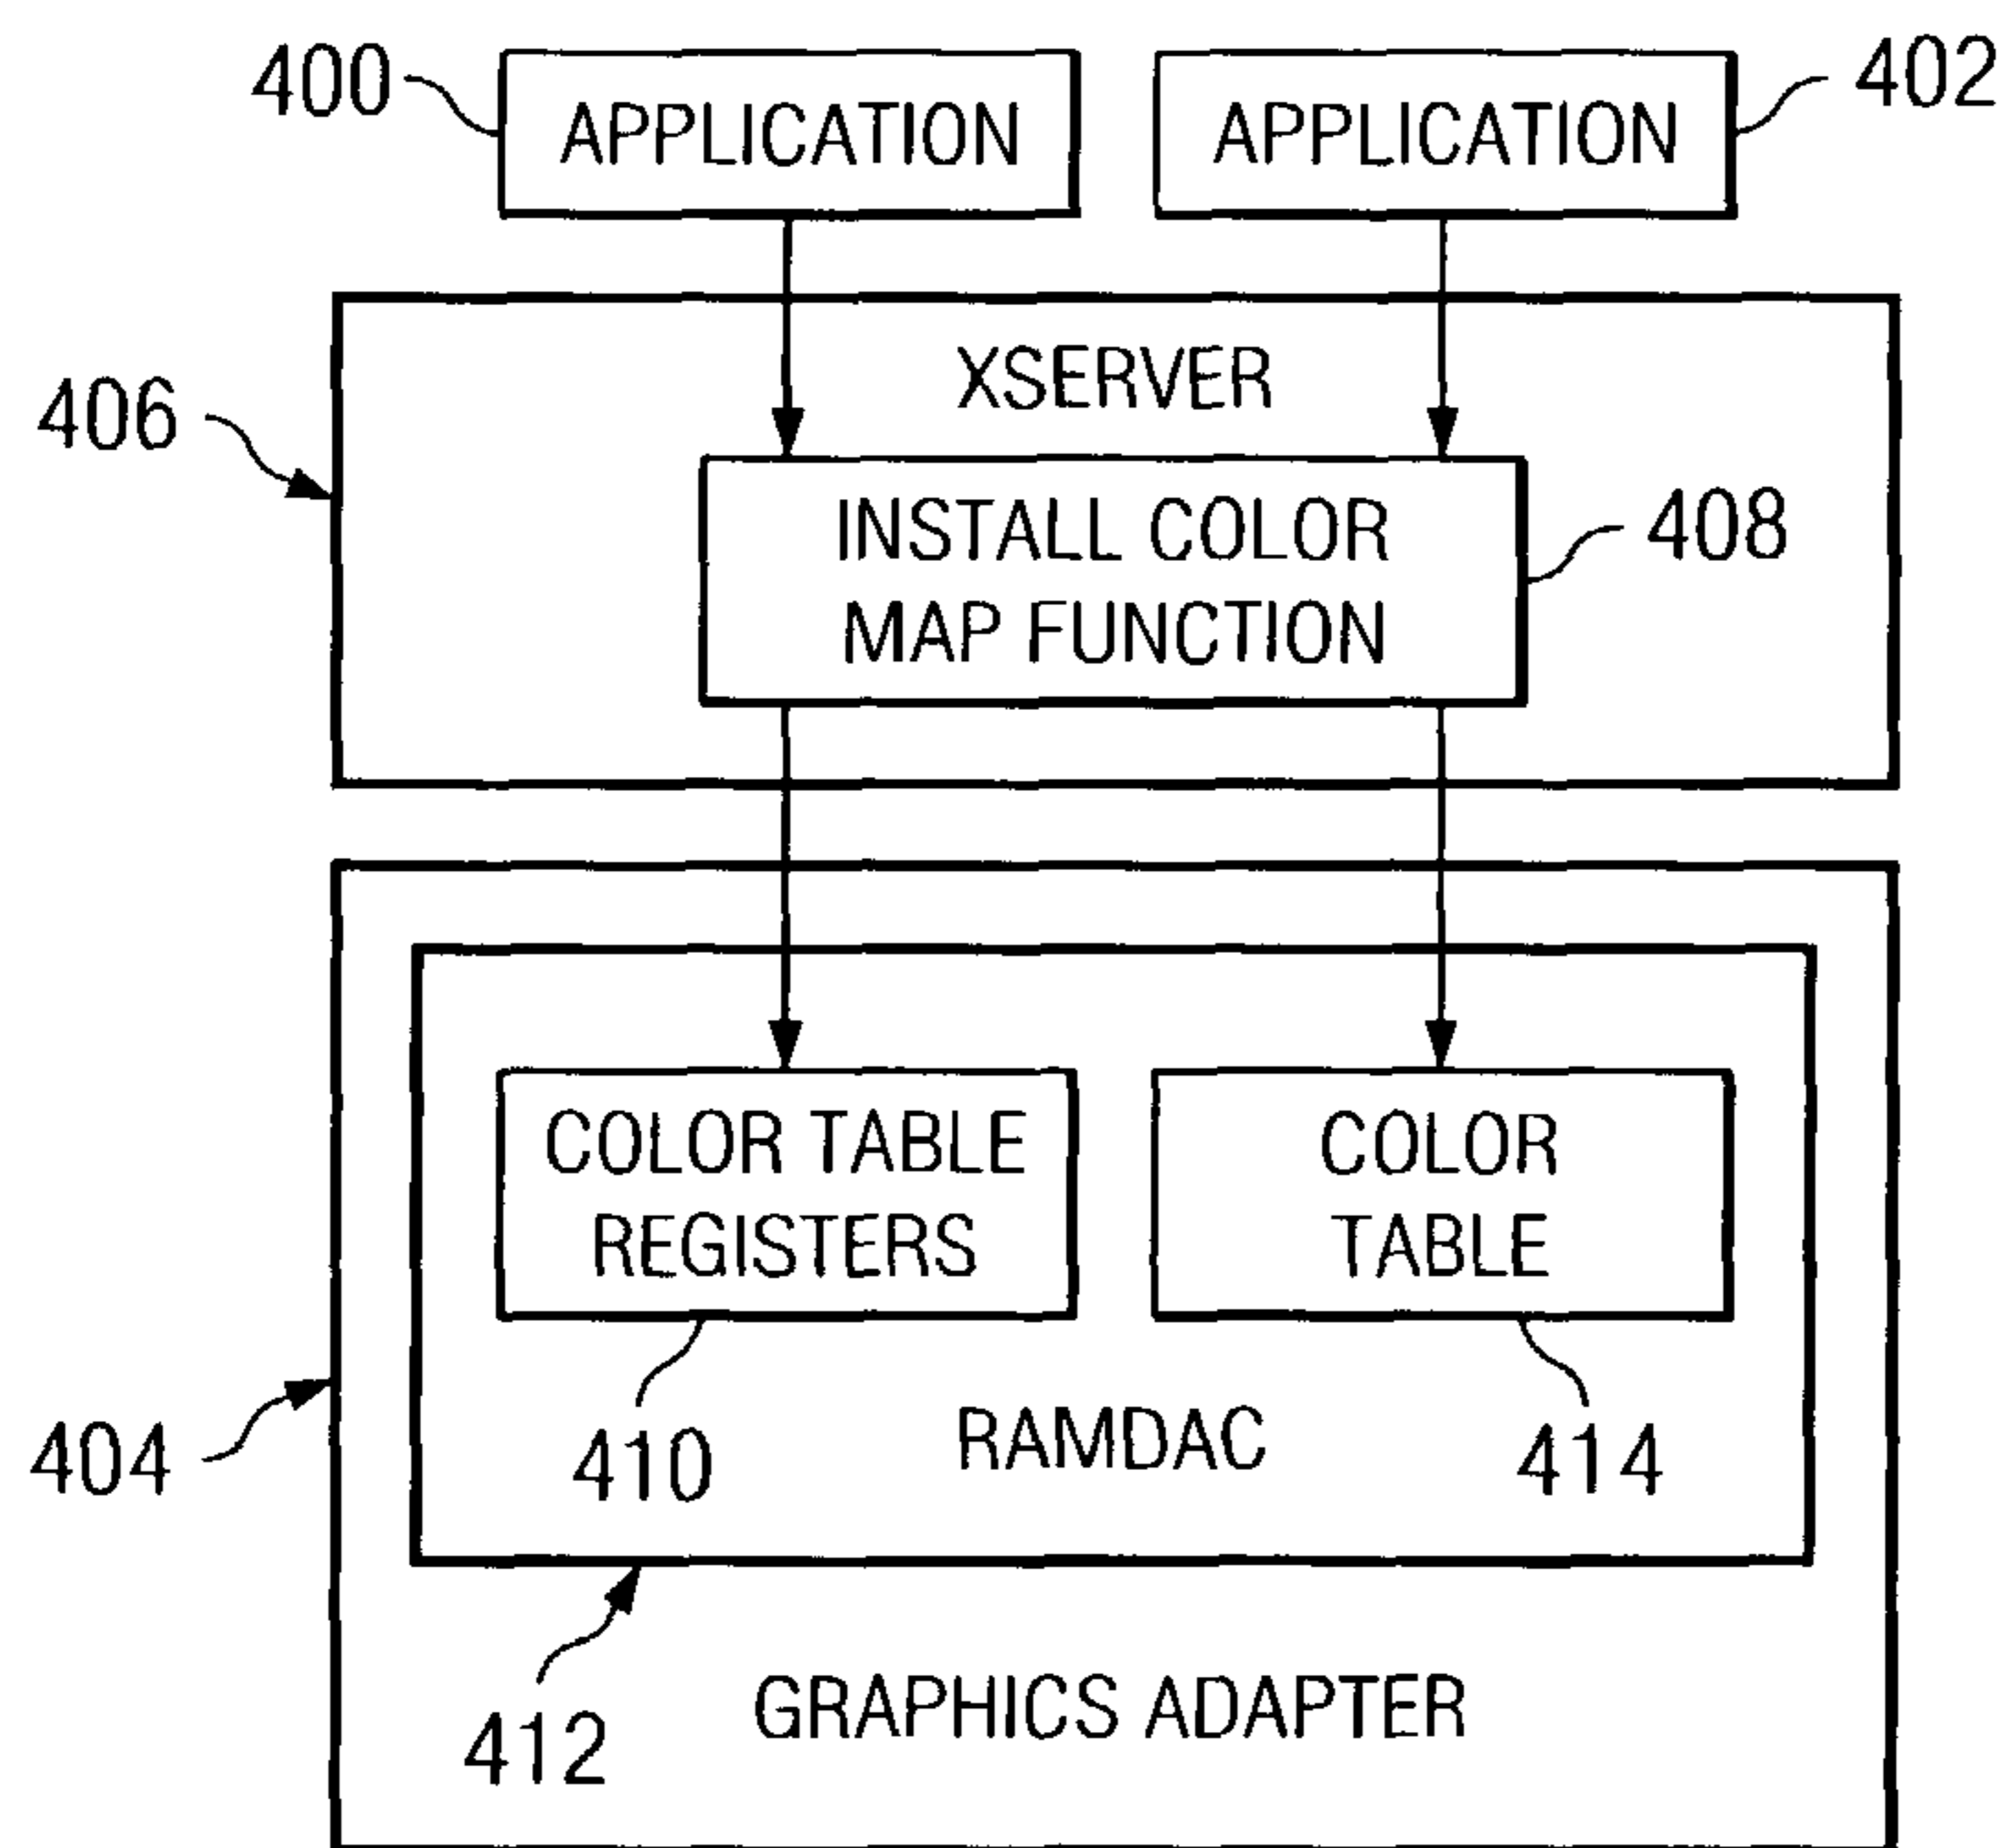 400
APPLICATION
APPLICATION
402
XSERVER
406
INSTALL COLOR
MAP FUNCTION
408
COLOR TABLE
REGISTERS
COLOR
TABLE
404
410
RAMDAC
414
412
GRAPHICS ADAPTER